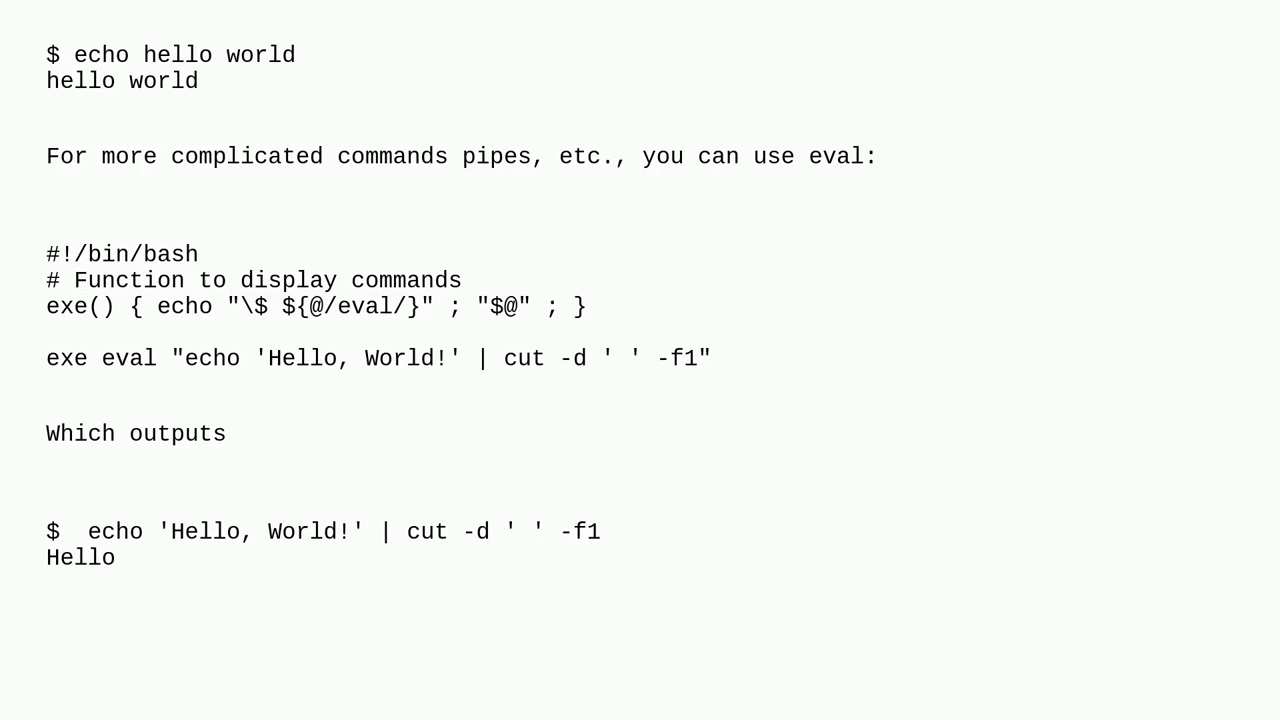 $ echo hello world
hello world
For more complicated commands pipes, etc., you can use eval:
#!/bin/bash
# Function to display commands
exe() { echo "\$ ${@/eval/}" ; "$@" ; }
exe eval "echo 'Hello, World!' | cut -d ' ' -f1"
Which outputs
$  echo 'Hello, World!' | cut -d ' ' -f1
Hello